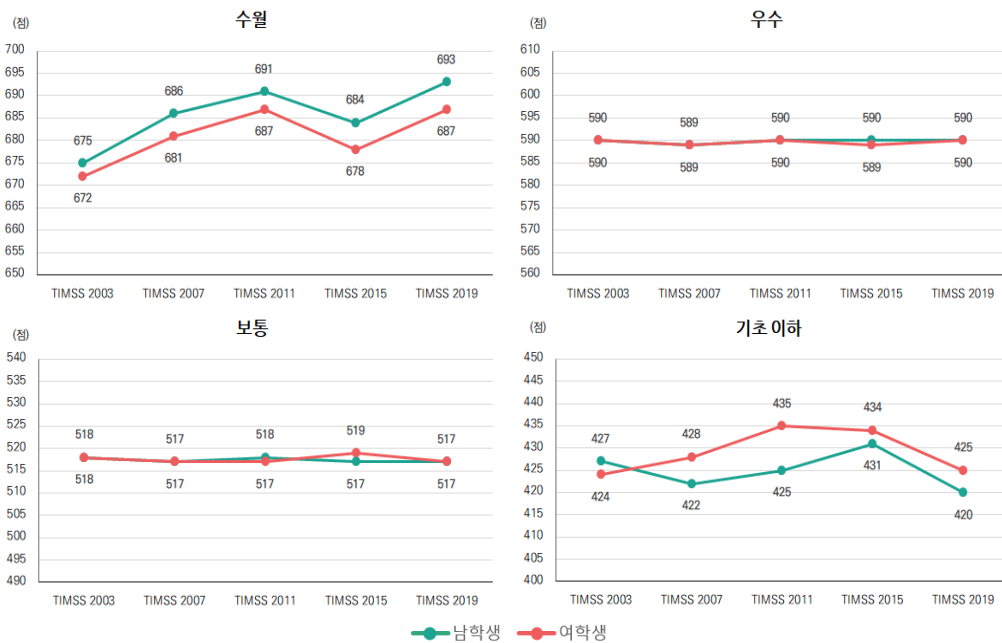 수월
(점)
700
695
690
685
680
675
670
665
660
655
650
675
686
691
684
693
672
681
687
678
687
TIMSS 2003 TIMSS 2007 TIMSS 2011 TIMSS 2015 TIMSS 2019
우수
(점)
610
605
600
595
590
585
580
575
570
565
560
590 589 590 590 590
590 589 590 589 590
TIMSS 2003 TIMSS 2007 TIMSS 2011 TIMSS 2015 TIMSS 2019
보통
(점)
540
535
530
525
520
515
510
505
500
495
490
518 517 518 519 517
518 517 517 517 517
TIMSS 2003 TIMSS 2007 TIMSS 2011 TIMSS 2015 TIMSS 2019
기초 이하
(점)
450
445
440
435
430
425
420
415
410
405
400
427 428 435 434 425
424 422 425 431 420
TIMSS 2003 TIMSS 2007 TIMSS 2011 TIMSS 2015 TIMSS 2019
남학생 여학생